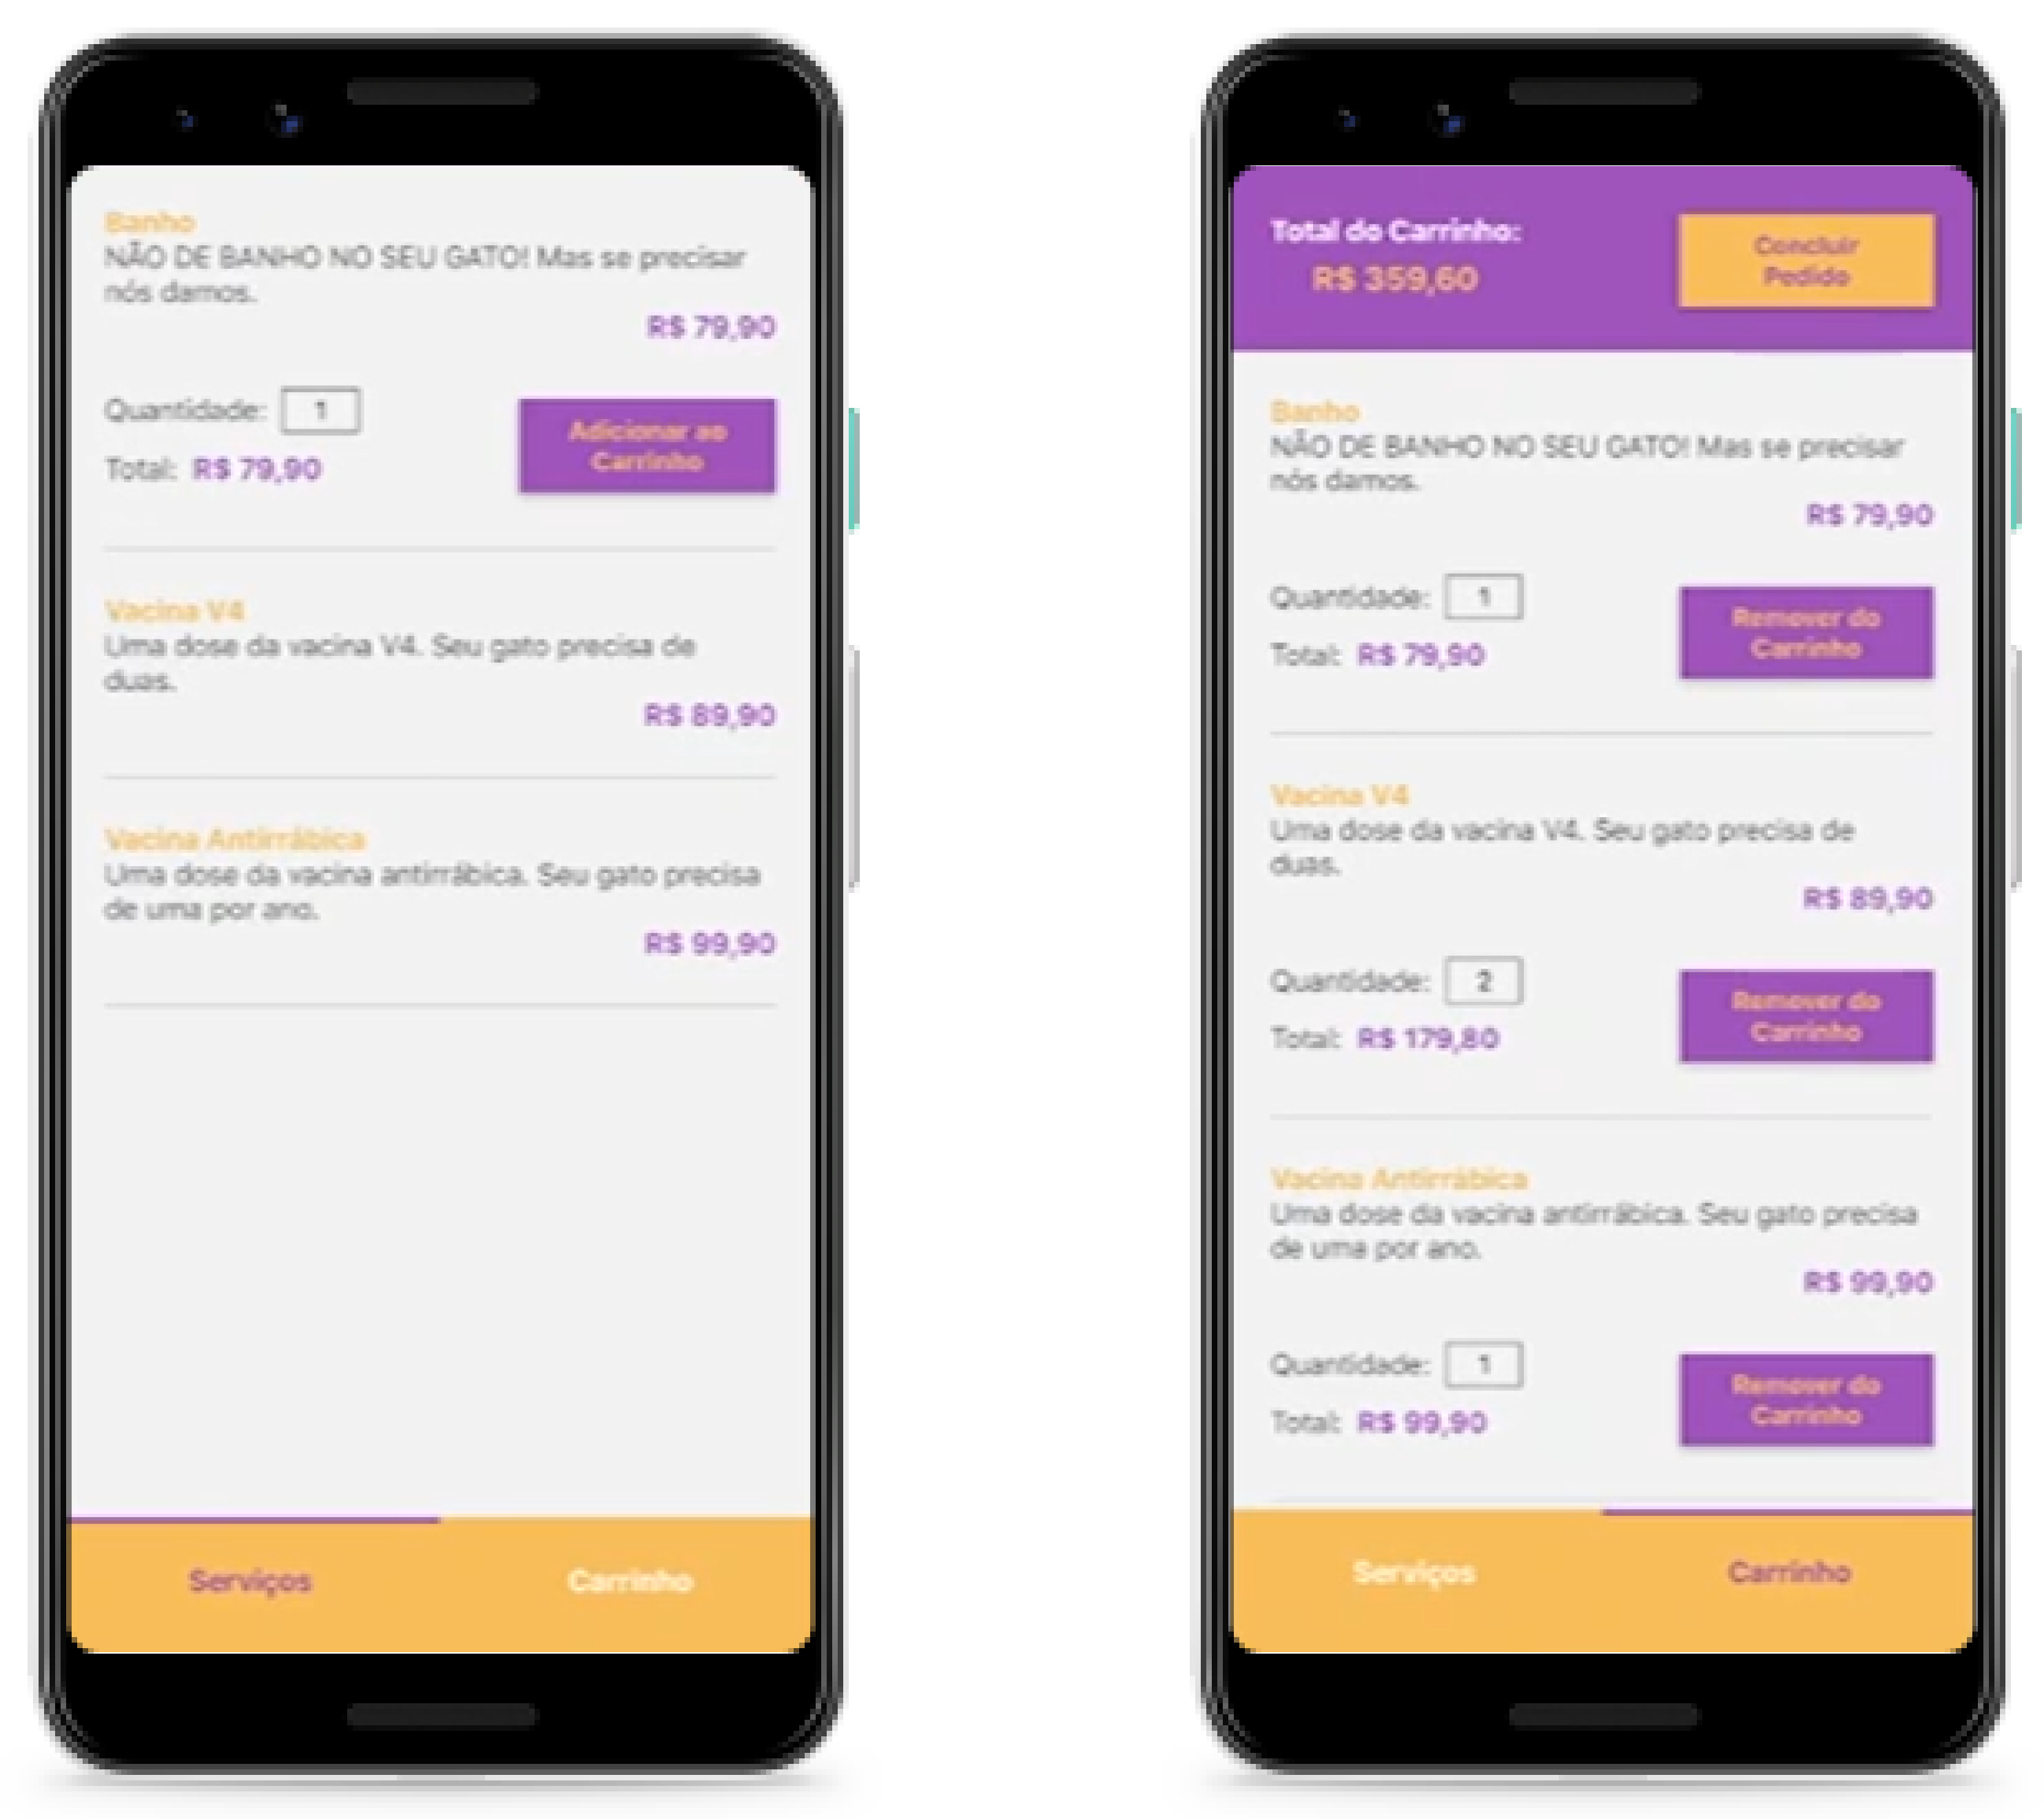 Banho
NÃO DE BANHO NO SEU GATO! Mas se precisar
nós damos.
R$ 79,90
Quantidade: 1
Adicionar ao
Carrinho
Total: R$ 79,90
Vacina V4
Uma dose da vacina V4. Seu gato precisa de
duas.
R$ 89,90
Vacina Antirrábica
Uma dose da vacina antirrábica. Seu gato precisa
de uma por ano.
R$ 99,90
Serviços
Carrinho
Total do Carrinho:
R$ 359,60
Concluir
Pedido
Banho
NÃO DE BANHO NO SEU GATO! Mas se precisar
nós damos.
R$ 79,90
Quantidade: 1
Remover do
Carrinho
Total: R$ 79,90
Vacina V4
Uma dose da vacina V4. Seu gato precisa de
duas.
R$ 89,90
Quantidade: 2
Remover do
Carrinho
Total: R$ 179,80
Vacina Antirrábica
Uma dose da vacina antirrábica. Seu gato precisa
de uma por ano.
R$ 99,90
Quantidade: 1
Remover do
Carrinho
Total: R$ 99,90
Serviços
Carrinho